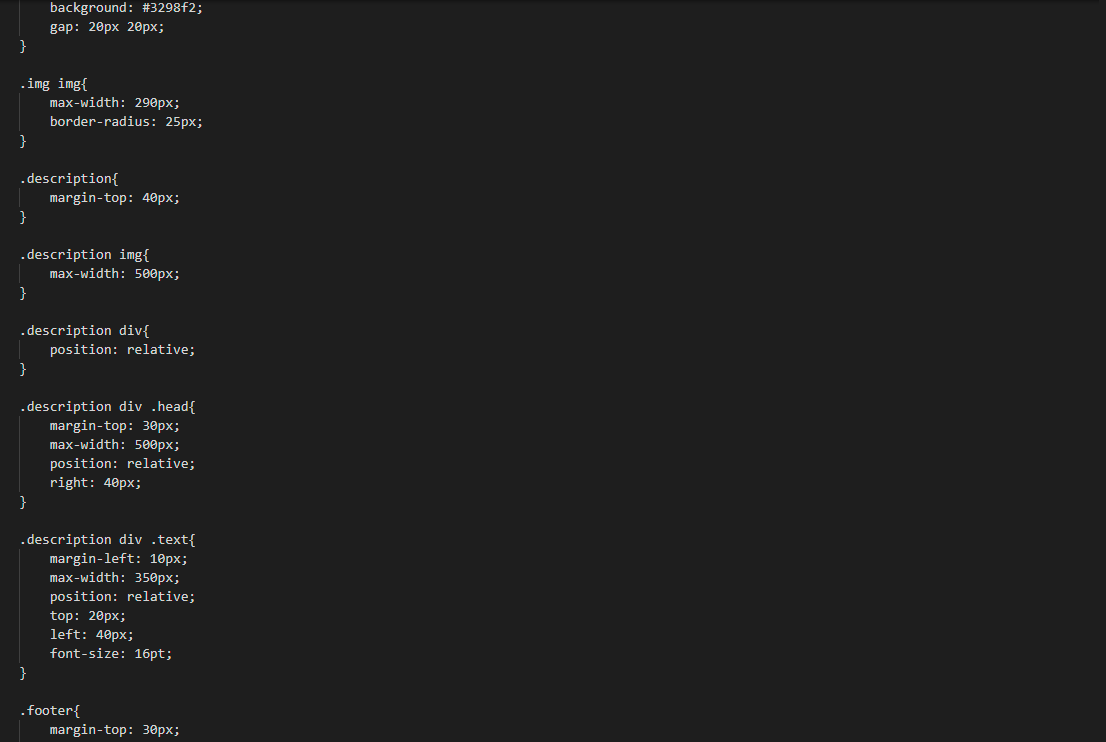 background: #3298f2;
gap: 20px 20px;
}
.img img{
max-width: 290px;
border-radius: 25px;
}
.description{
margin-top: 40px;
}
.description img{
max-width: 500px;
}
.description div{
position: relative;
}
.description div .head{
margin-top: 30px;
max-width: 500px;
position: relative;
right: 40px;
}
.description div .text{
margin-left: 10px;
max-width: 350px;
position: relative;
top: 20px;
left: 40px;
font-size: 16pt;
}
.footer{
margin-top: 30px;